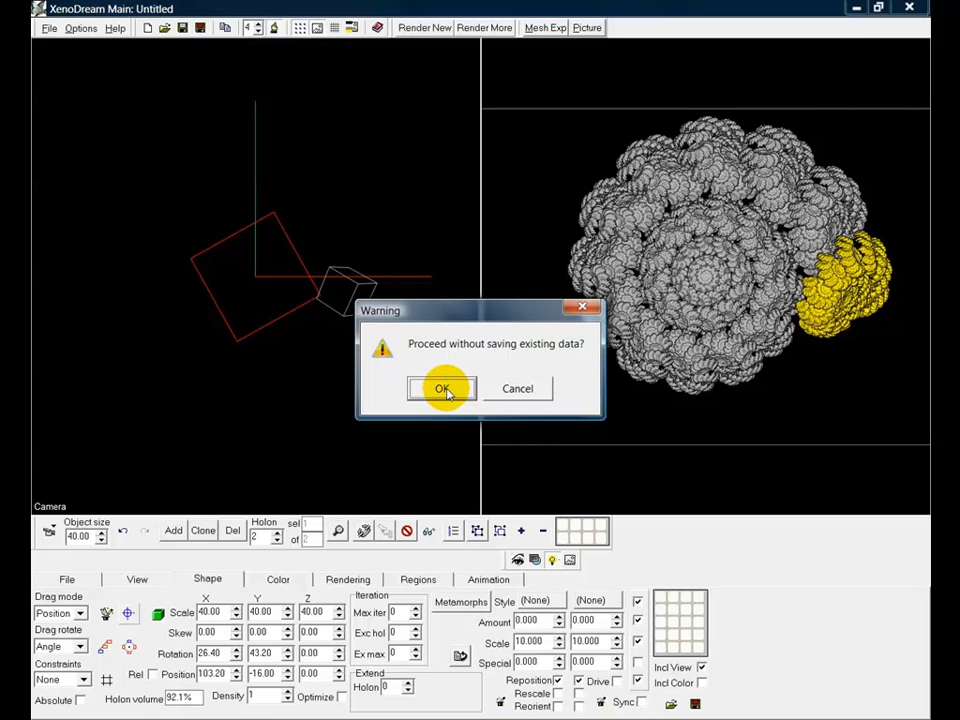 XenoDream Main: Untitled
File Options Help 4 Render New Render More Mesh Exp Picture
Warning
Proceed without saving existing data?
OK Cancel
Camera
Object size
40.00
Add Clone Del
Holon
2
sel
of
1
2
File View Shape Color Rendering Regions Animation
Drag mode
Position
Drag rotate
Angle
Constraints
None
Absolute
X Y Z
Scale 40.00 40.00 40.00
Skew 0.00 0.00 0.00
Rotation 26.40 43.20 0.00
Rel Position 103.20 -16.00 0.00
Holon volume 92.1% Density 1 Optimize
Iteration
Max iter 0
Exc hol 0
Ex max 0
Extend
Holon 0
Metamorphs Style (None) (None)
Amount 0.000 0.000
Scale 10.000 10.000
Special 0.000 0.000
Reposition Drive
Rescale
Reorient Sync
Incl View
Incl Color